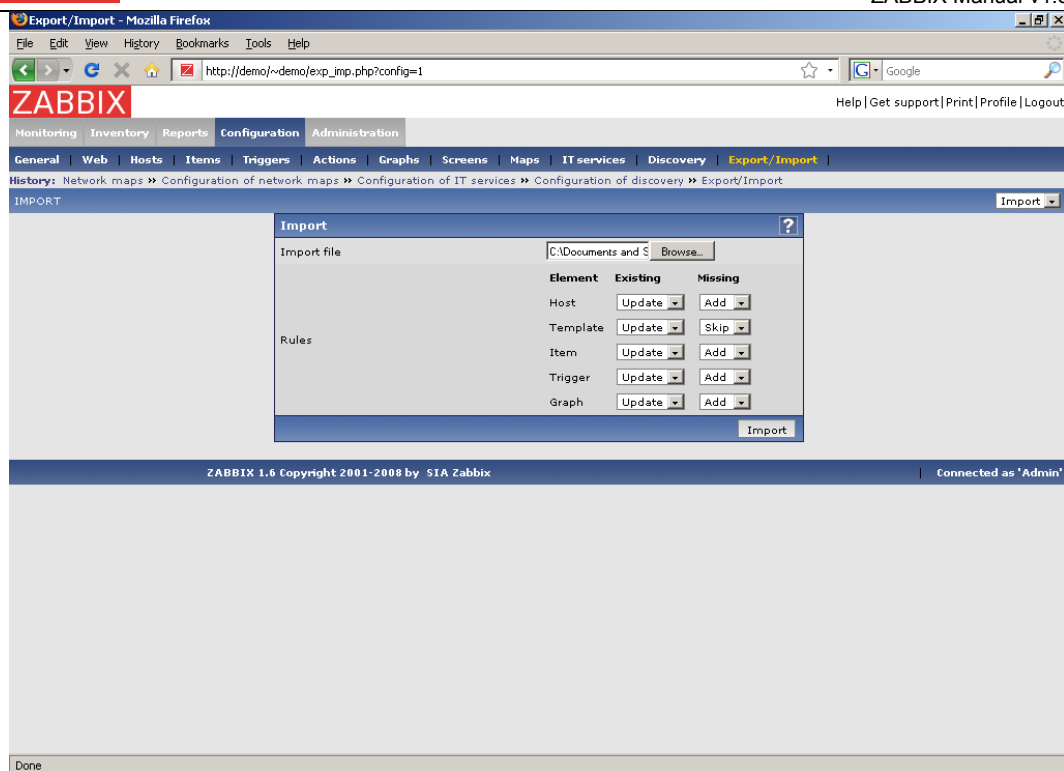 ZABBIX Manual v1.6
Export/Import - Mozilla Firefox
File Edit View History Bookmarks Tools Help
http://demo/~demo/exp_imp.php?config=1
G Google
ZABBIX
Help | Get support | Print | Profile | Logout
Monitoring Inventory Reports Configuration Administration
General | Web | Hosts | Items | Triggers | Actions | Graphs | Screens | Maps | IT services | Discovery | Export/Import |
History: Network maps » Configuration of network maps » Configuration of IT services » Configuration of discovery » Export/Import
IMPORT Import
Import ?
Import file C:\Documents and S Browse...
Rules
Element Existing Missing
Host Update Add
Template Update Skip
Item Update Add
Trigger Update Add
Graph Update Add
Import
ZABBIX 1.6 Copyright 2001-2008 by SIA Zabbix | Connected as 'Admin'
Done